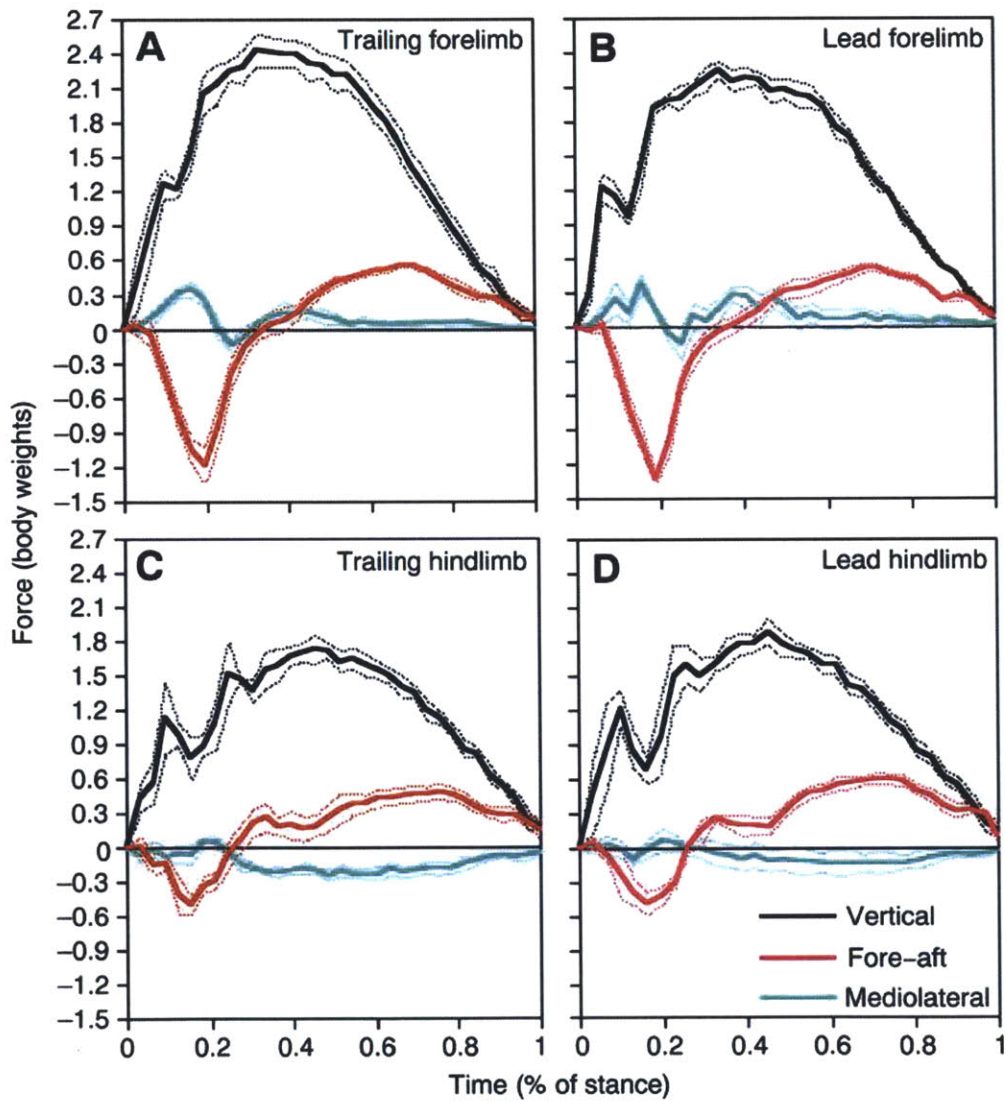 A
Trailing forelimb
2.7
2.4
2.1
1.8
1.5
1.2
0.9
0.6
0.3
0
−0.3
−0.6
−0.9
−1.2
−1.5
B
Lead forelimb
Force (body weights)
C
Trailing hindlimb
2.7
2.4
2.1
1.8
1.5
1.2
0.9
0.6
0.3
0
−0.3
−0.6
−0.9
−1.2
−1.5
0 0.2 0.4 0.6 0.8 1
D
Lead hindlimb
Vertical
Fore−aft
Mediolateral
0 0.2 0.4 0.6 0.8 1
Time (% of stance)